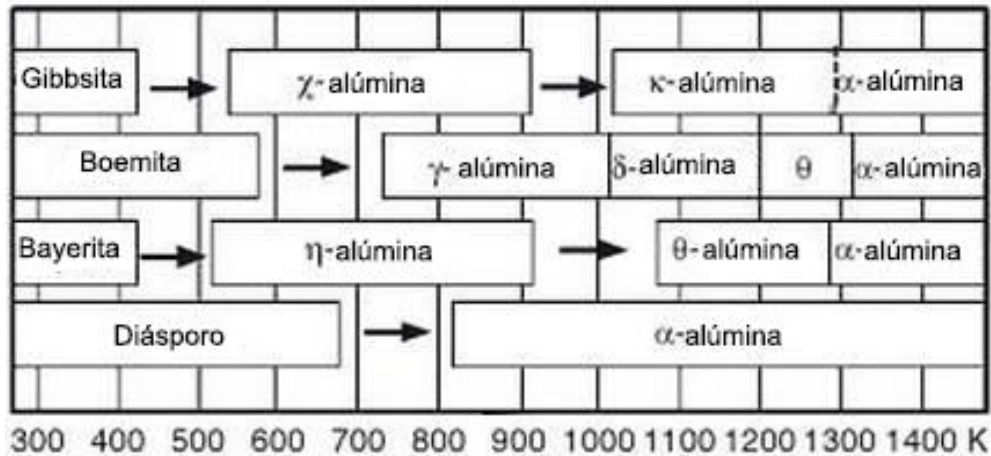 Gibbsita χ-alúmina κ-alúmina α-alúmina
Boemita γ- alúmina δ-alúmina θ α-alúmina
Bayerita η-alúmina θ-alúmina α-alúmina
Diásporo α-alúmina
300 400 500 600 700 800 900 1000 1100 1200 1300 1400 K